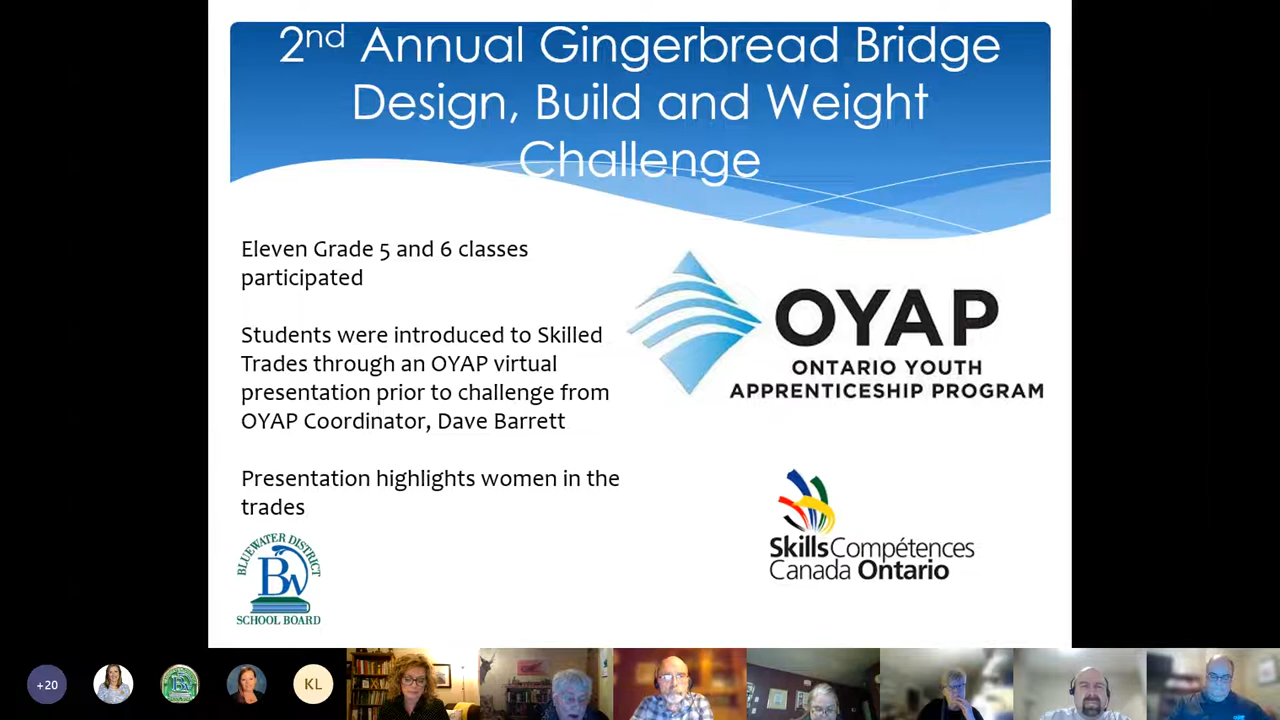 2nd Annual Gingerbread Bridge
Design, Build and Weight
Challenge
Eleven Grade 5 and 6 classes
participated
Students were introduced to Skilled
Trades through an OYAP virtual
presentation prior to challenge from
OYAP Coordinator, Dave Barrett
Presentation highlights women in the
trades
OYAP
ONTARIO YOUTH
APPRENTICESHIP PROGRAM
SkillsCompétences
Canada Ontario
BLUEWATER DISTRICT
BW
SCHOOL BOARD
+20
KL